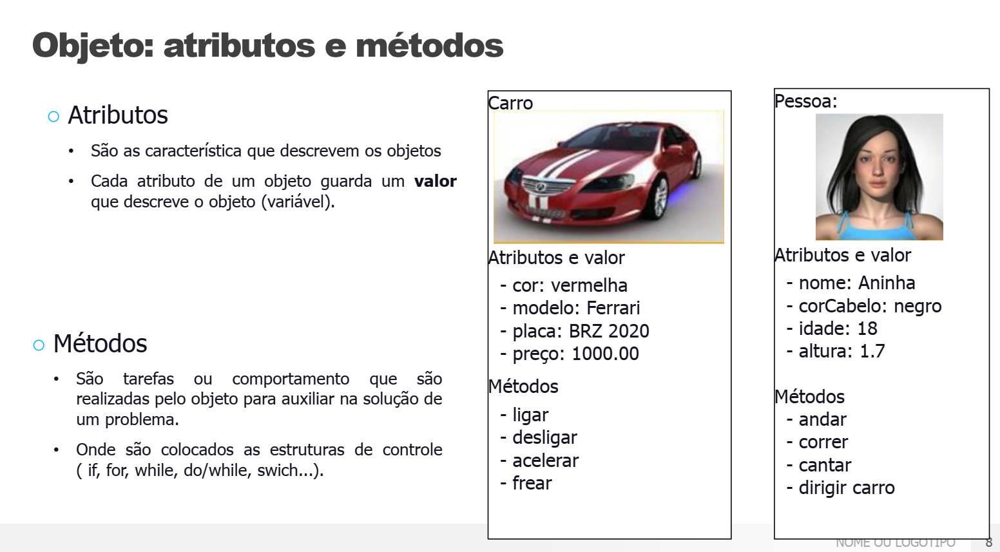 Objeto: atributos e métodos
Atributos
• São as característica que descrevem os objetos
• Cada atributo de um objeto guarda um valor
que descreve o objeto (variável).
Métodos
• São tarefas ou comportamento que são
realizadas pelo objeto para auxiliar na solução de
um problema.
• Onde são colocados as estruturas de controle
( if, for, while, do/while, swich...).
Carro
Atributos e valor
- cor: vermelha
- modelo: Ferrari
- placa: BRZ 2020
- preço: 1000.00
Métodos
- ligar
- desligar
- acelerar
- frear
Pessoa:
Atributos e valor
- nome: Aninha
- corCabelo: negro
- idade: 18
- altura: 1.7
Métodos
- andar
- correr
- cantar
- dirigir carro
NOME OU LOGOTIPO
8